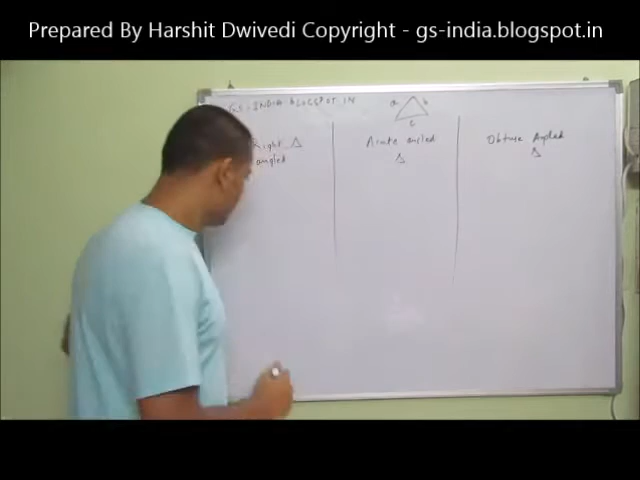 Prepared By Harshit Dwivedi Copyright - gs-india.blogspot.in
GS-INDIA.BLOGSPOT.IN
a b
c
Right Δ
angled
Acute angled
Δ
Obtuse Angled
Δ